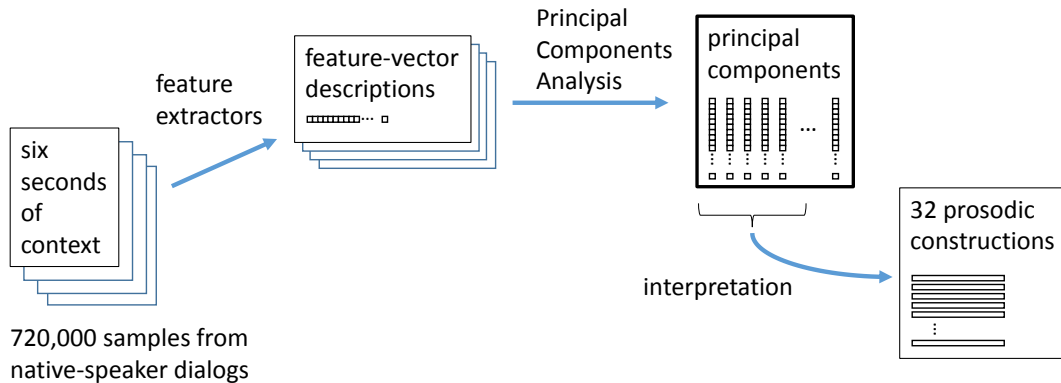 six
seconds
of
context
720,000 samples from
native-speaker dialogs
feature
extractors
feature-vector
descriptions
...
Principal
Components
Analysis
principal
components
...
interpretation
32 prosodic
constructions